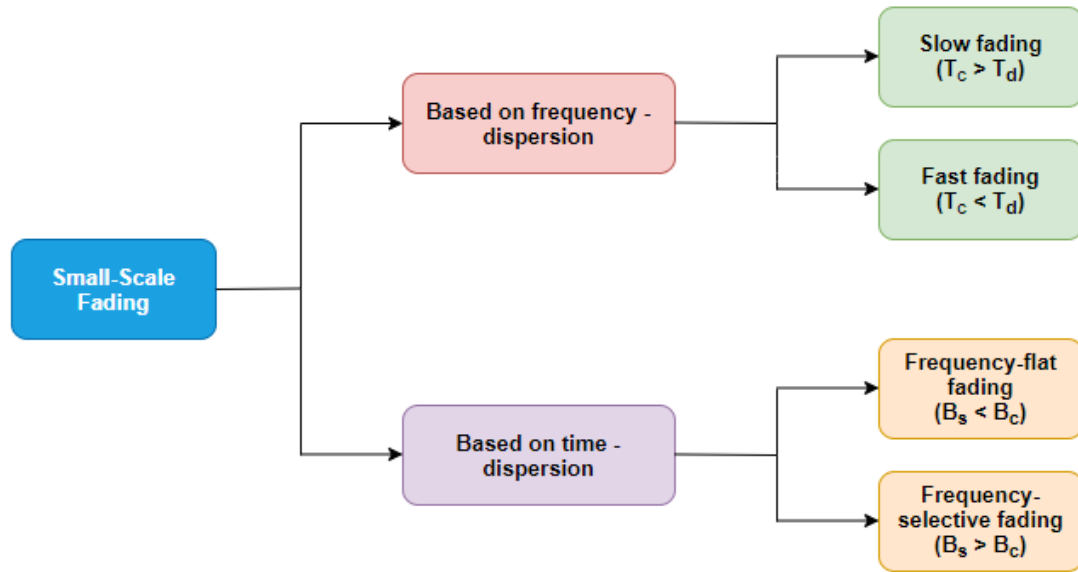 Slow fading
(Tc > Td)
Based on frequency -
dispersion
Fast fading
(Tc < Td)
Small-Scale
Fading
Frequency-flat
fading
(Bs < Bc)
Based on time -
dispersion
Frequency-
selective fading
(Bs > Bc)